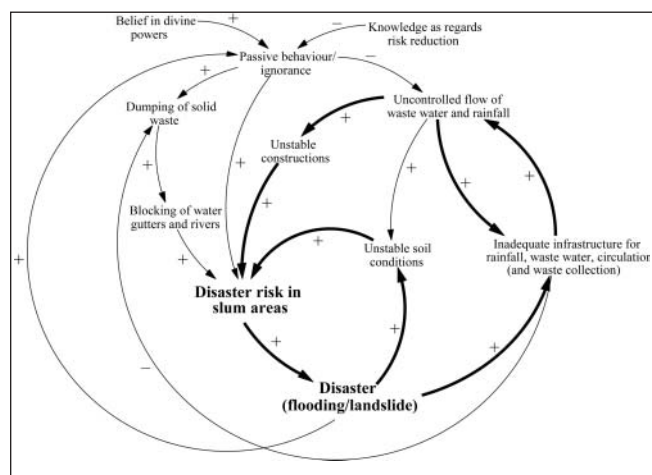 Belief in divine
powers
+
−
Knowledge as regards
risk reduction
Passive behaviour/
ignorance
−
+
Dumping of solid
waste
Uncontrolled flow of
waste water and rainfall
+
Unstable
constructions
+
+
+
+
+
Blocking of water
gutters and rivers
+
Unstable soil
conditions
Inadequate infrastructure for
rainfall, waste water, circulation
(and waste collection)
+
+
Disaster risk in
slum areas
+
+
+
−
Disaster
(flooding/landslide)